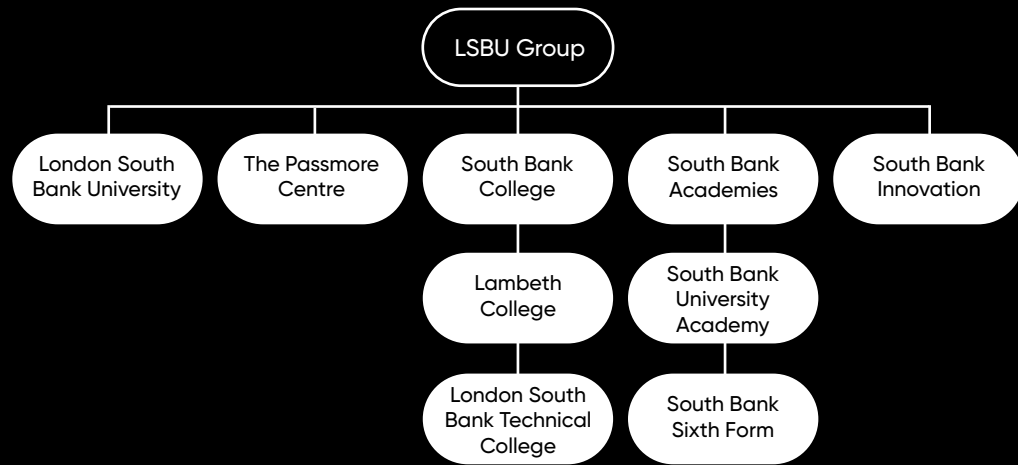 LSBU Group
London South
Bank University
The Passmore
Centre
South Bank
College
South Bank
Academies
South Bank
Innovation
Lambeth
College
South Bank
University
Academy
London South
Bank Technical
College
South Bank
Sixth Form